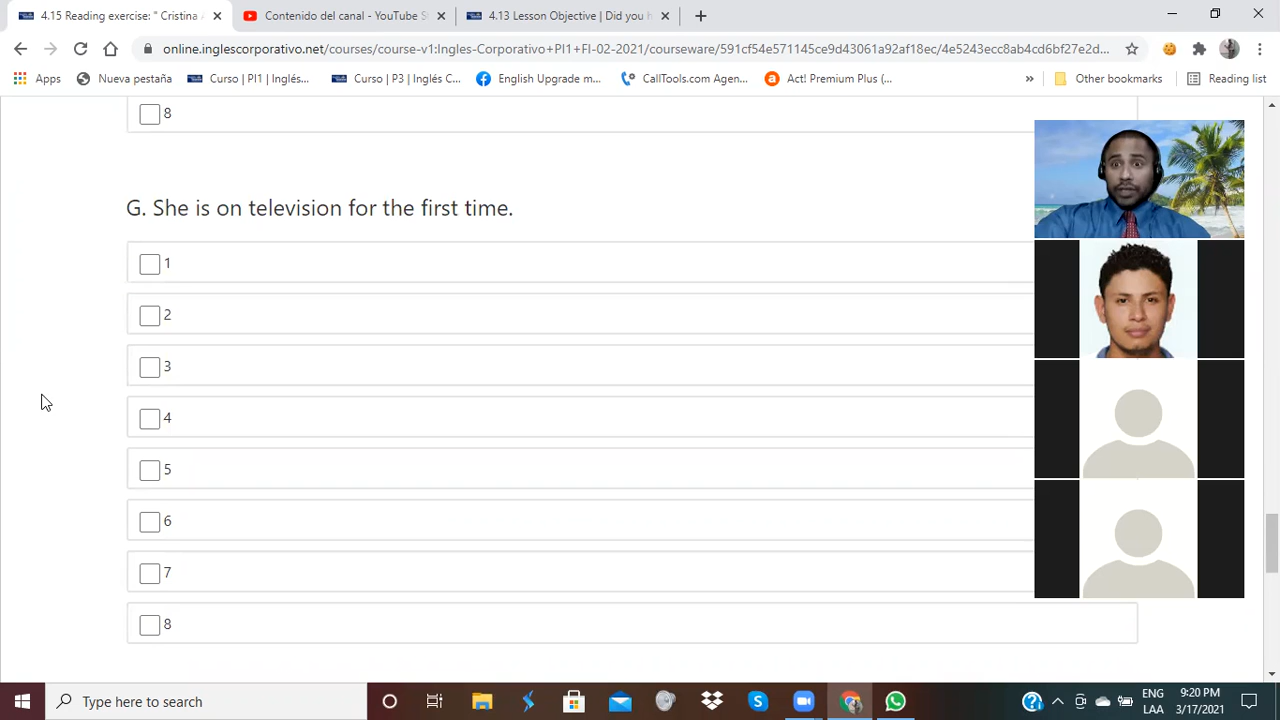 4.15 Reading exercise: " Cristina
Contenido del canal - YouTube S
4.13 Lesson Objective | Did you h
online.inglescorporativo.net/courses/course-v1:Ingles-Corporativo+PI1+FI-02-2021/courseware/591cf54e571145ce9d43061a92af18ec/4e5243ecc8ab4cd6bf27e2d...
Apps
Nueva pestaña
Curso | PI1 | Inglés...
Curso | P3 | Inglés C...
English Upgrade m...
CallTools.com Agen...
Act! Premium Plus (...
»
Other bookmarks
Reading list
8
G. She is on television for the first time.
1
2
3
4
5
6
7
8
Type here to search
ENG
LAA
9:20 PM
3/17/2021